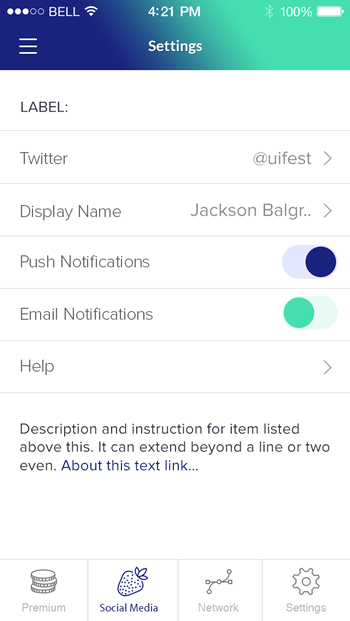 BELL 4:21 PM 100%
Settings
LABEL:
Twitter @uifest
Display Name Jackson Balgr..
Push Notifications
Email Notifications
Help
Description and instruction for item listed
above this. It can extend beyond a line or two
even. About this text link...
Premium Social Media Network Settings